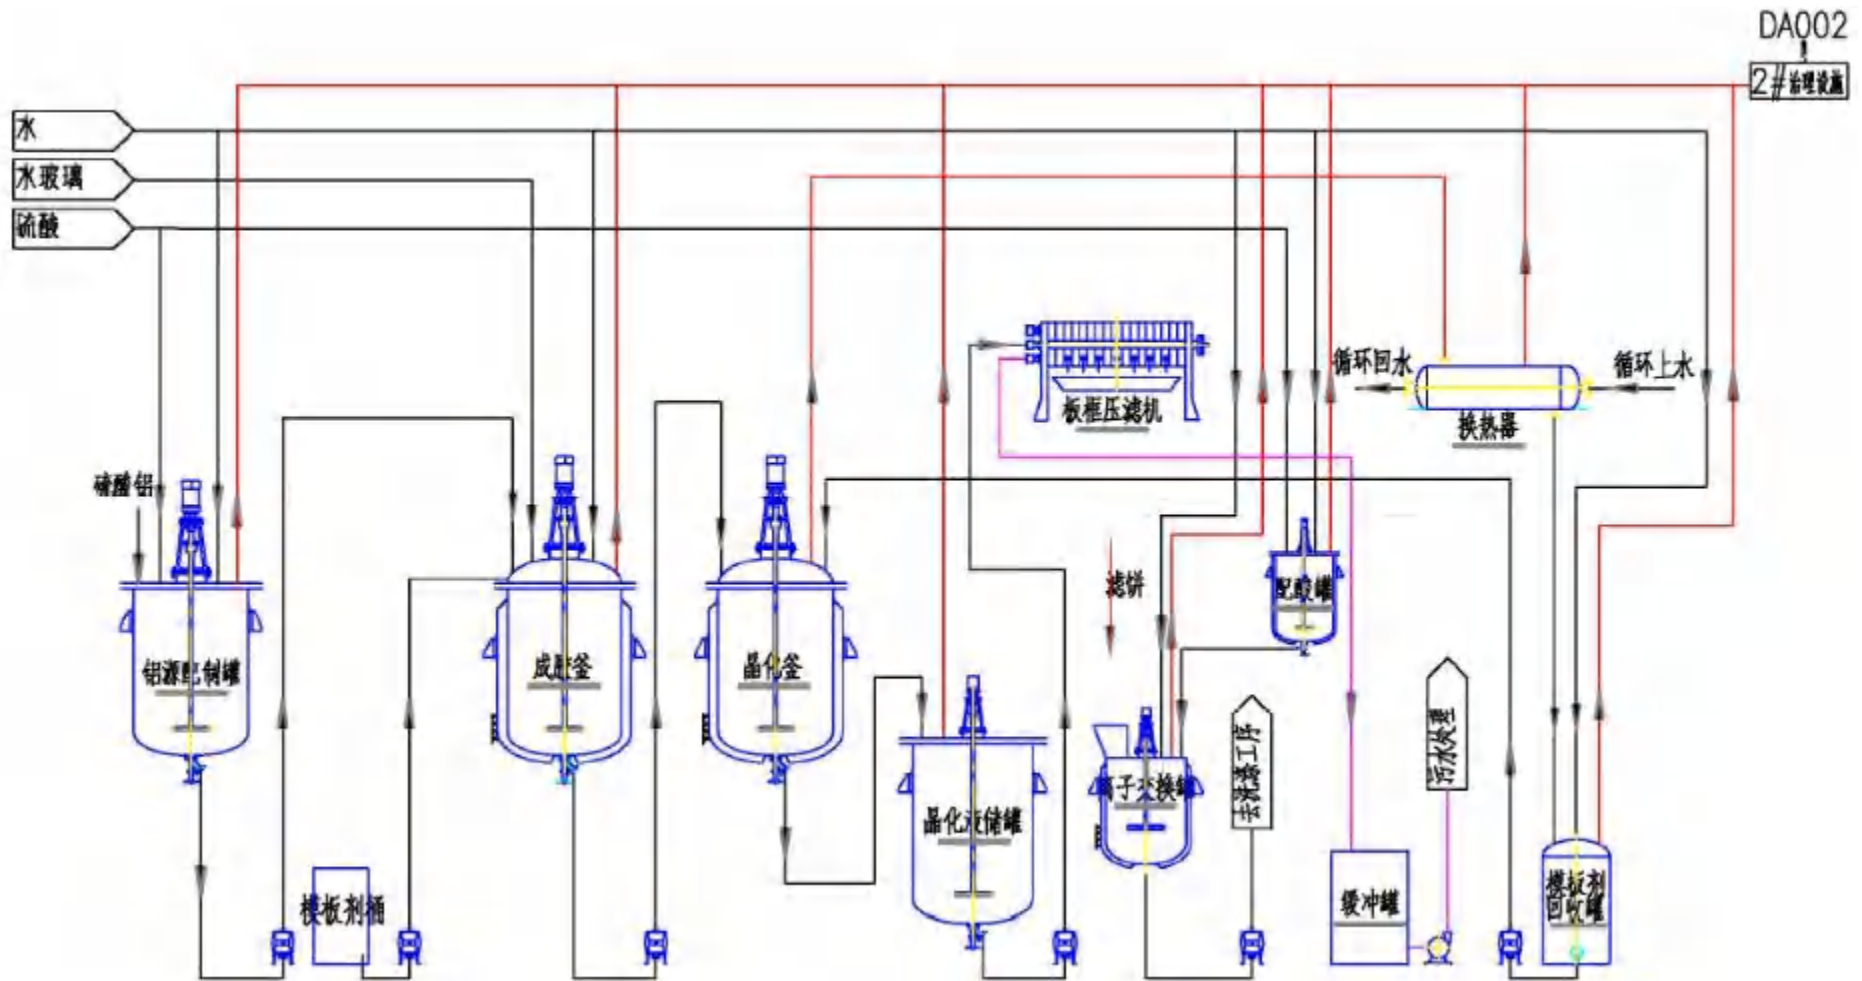 DA002
2#治理设施
水
水玻璃
硫酸
循环回水
循环上水
板框压滤机
换热器
硫酸铝
滤饼
配酸罐
铝源配制罐
成胶釜
晶化釜
去洗涤工序
污水处理
离子交换罐
晶化液储罐
模板剂桶
缓冲罐
模板剂
回收罐